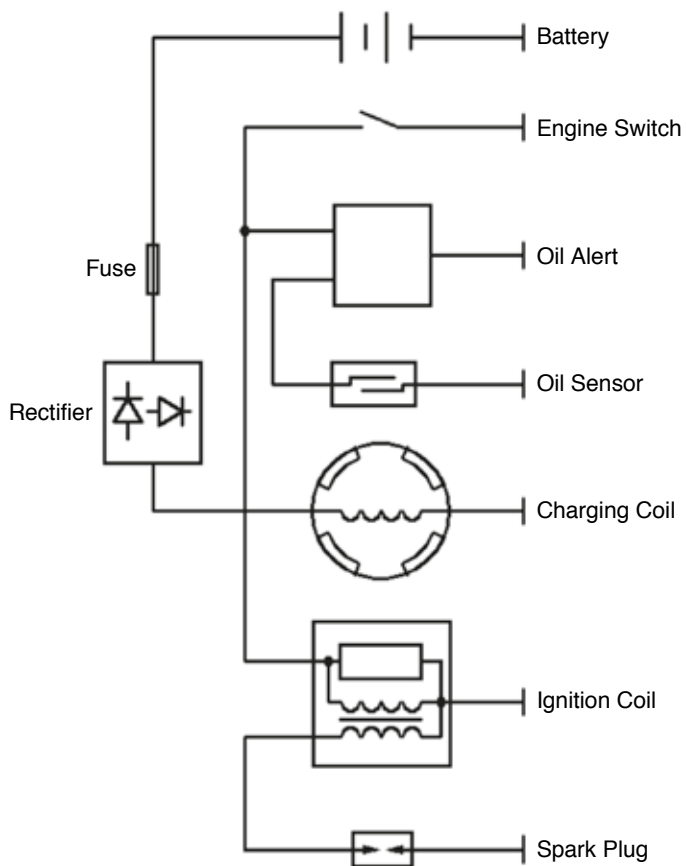 Battery
Engine Switch
Oil Alert
Fuse
Oil Sensor
Rectifier
Charging Coil
Ignition Coil
Spark Plug